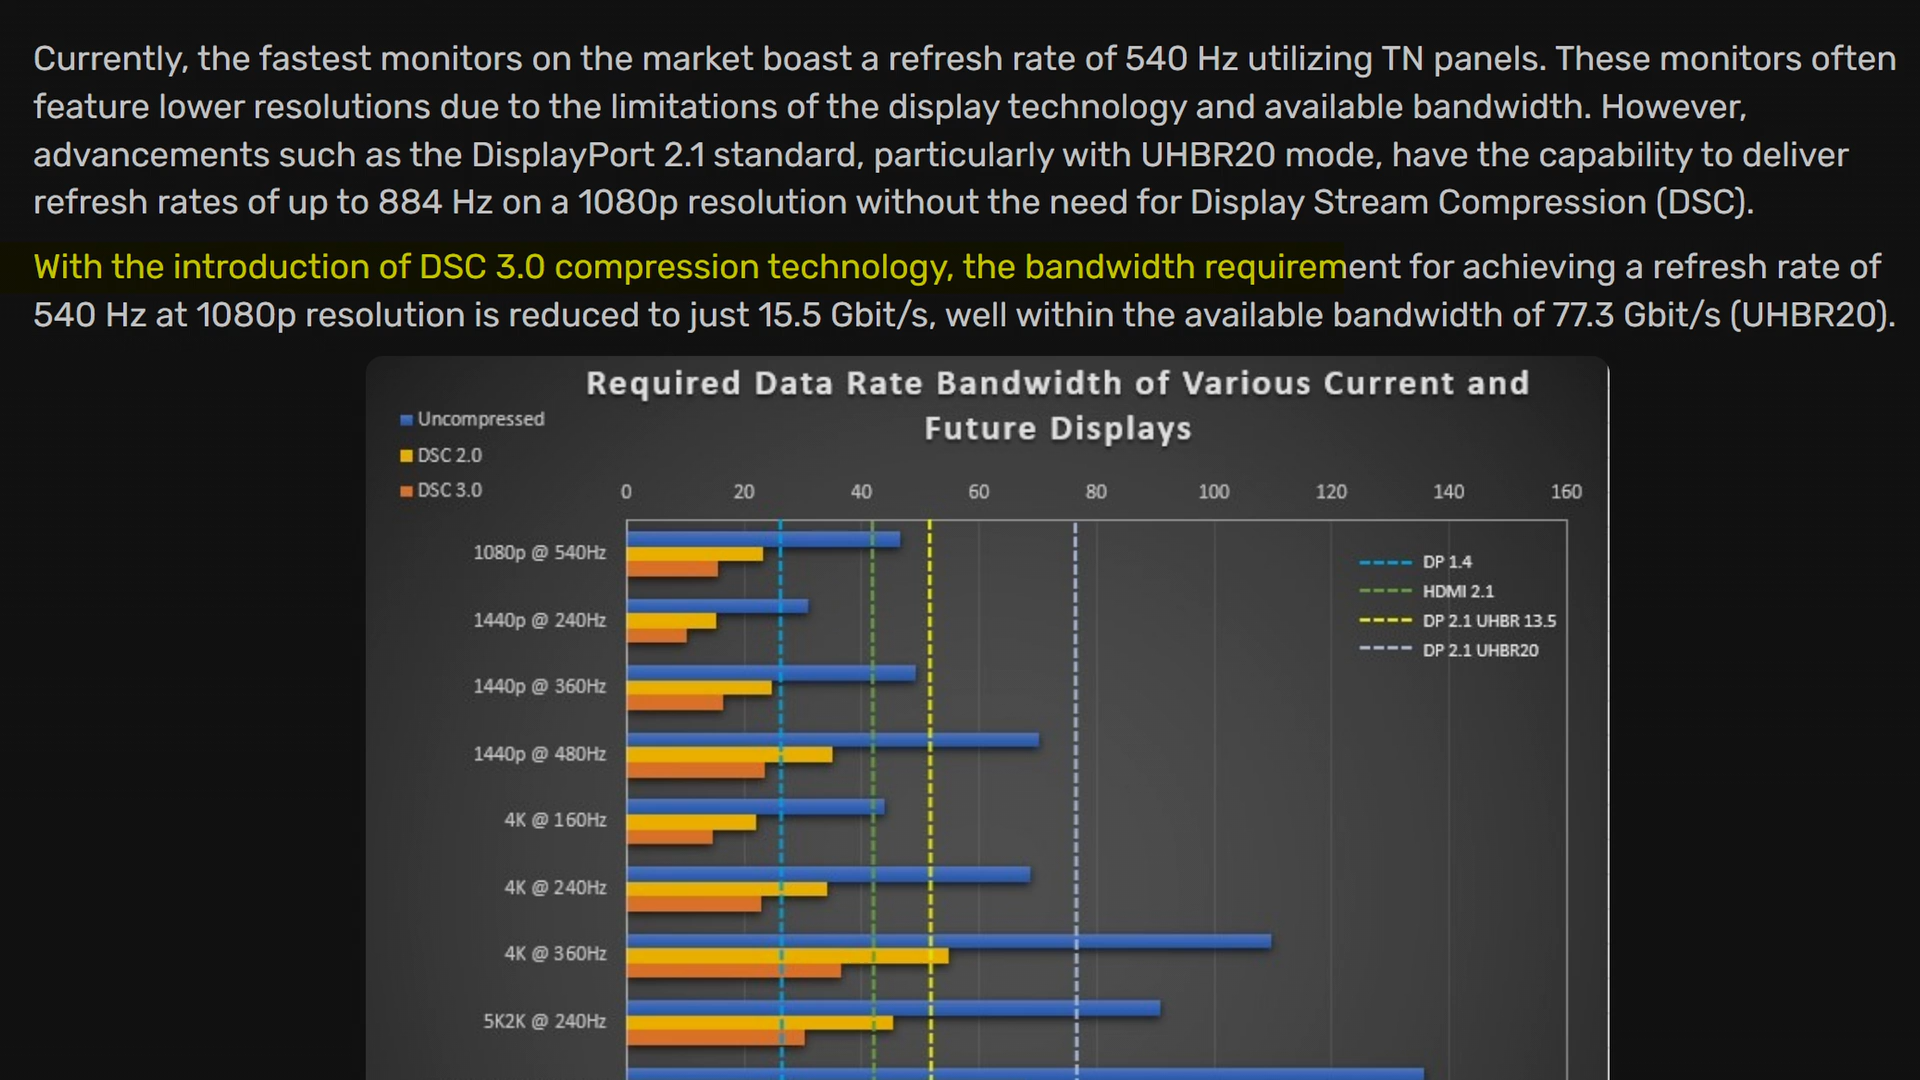 Currently, the fastest monitors on the market boast a refresh rate of 540 Hz utilizing TN panels. These monitors often
feature lower resolutions due to the limitations of the display technology and available bandwidth. However,
advancements such as the DisplayPort 2.1 standard, particularly with UHBR20 mode, have the capability to deliver
refresh rates of up to 884 Hz on a 1080p resolution without the need for Display Stream Compression (DSC).
With the introduction of DSC 3.0 compression technology, the bandwidth requirement for achieving a refresh rate of
540 Hz at 1080p resolution is reduced to just 15.5 Gbit/s, well within the available bandwidth of 77.3 Gbit/s (UHBR20).
Required Data Rate Bandwidth of Various Current and
Future Displays
Uncompressed
DSC 2.0
DSC 3.0
0 20 40 60 80 100 120 140 160
1080p @ 540Hz
1440p @ 240Hz
1440p @ 360Hz
1440p @ 480Hz
4K @ 160Hz
4K @ 240Hz
4K @ 360Hz
5K2K @ 240Hz
DP 1.4
HDMI 2.1
DP 2.1 UHBR 13.5
DP 2.1 UHBR20